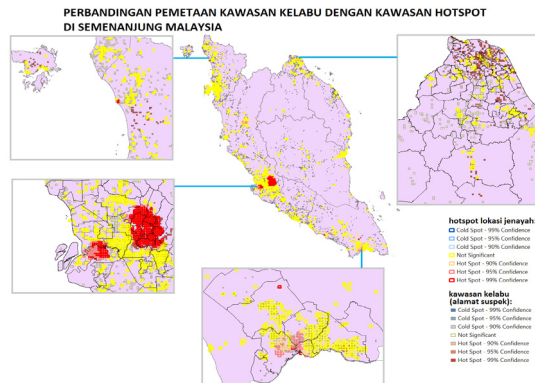 PERBANDINGAN PEMETAAN KAWASAN KELABU DENGAN KAWASAN HOTSPOT
DI SEMENANJUNG MALAYSIA
hotspot lokasi jenayah:
Cold Spot - 99% Confidence
Cold Spot - 95% Confidence
Cold Spot - 90% Confidence
Not Significant
Hot Spot - 90% Confidence
Hot Spot - 95% Confidence
Hot Spot - 99% Confidence
kawasan kelabu
(alamat suspek):
Cold Spot - 99% Confidence
Cold Spot - 95% Confidence
Cold Spot - 90% Confidence
Not Significant
Hot Spot - 90% Confidence
Hot Spot - 95% Confidence
Hot Spot - 99% Confidence